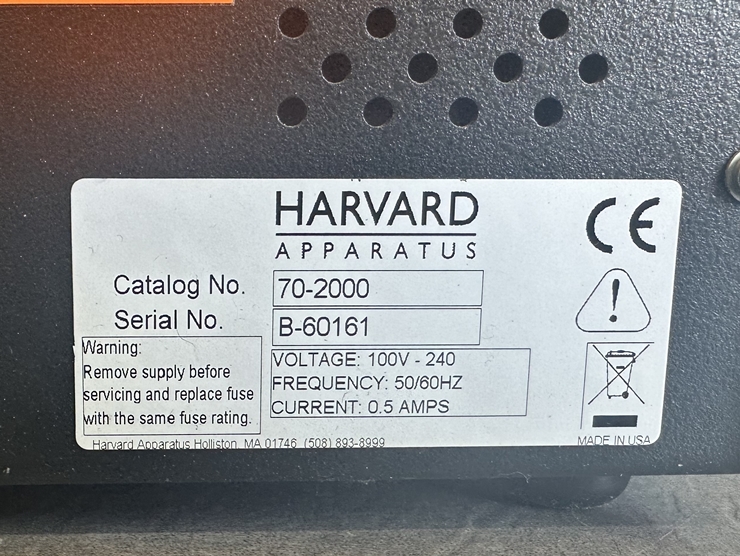 HARVARD
APPARATUS
CE
Catalog No. 70-2000
Serial No. B-60161
Warning:
Remove supply before
servicing and replace fuse
with the same fuse rating.
VOLTAGE: 100V - 240
FREQUENCY: 50/60HZ
CURRENT: 0.5 AMPS
!
Harvard Apparatus Holliston, MA 01746 (508) 893-8999
MADE IN USA